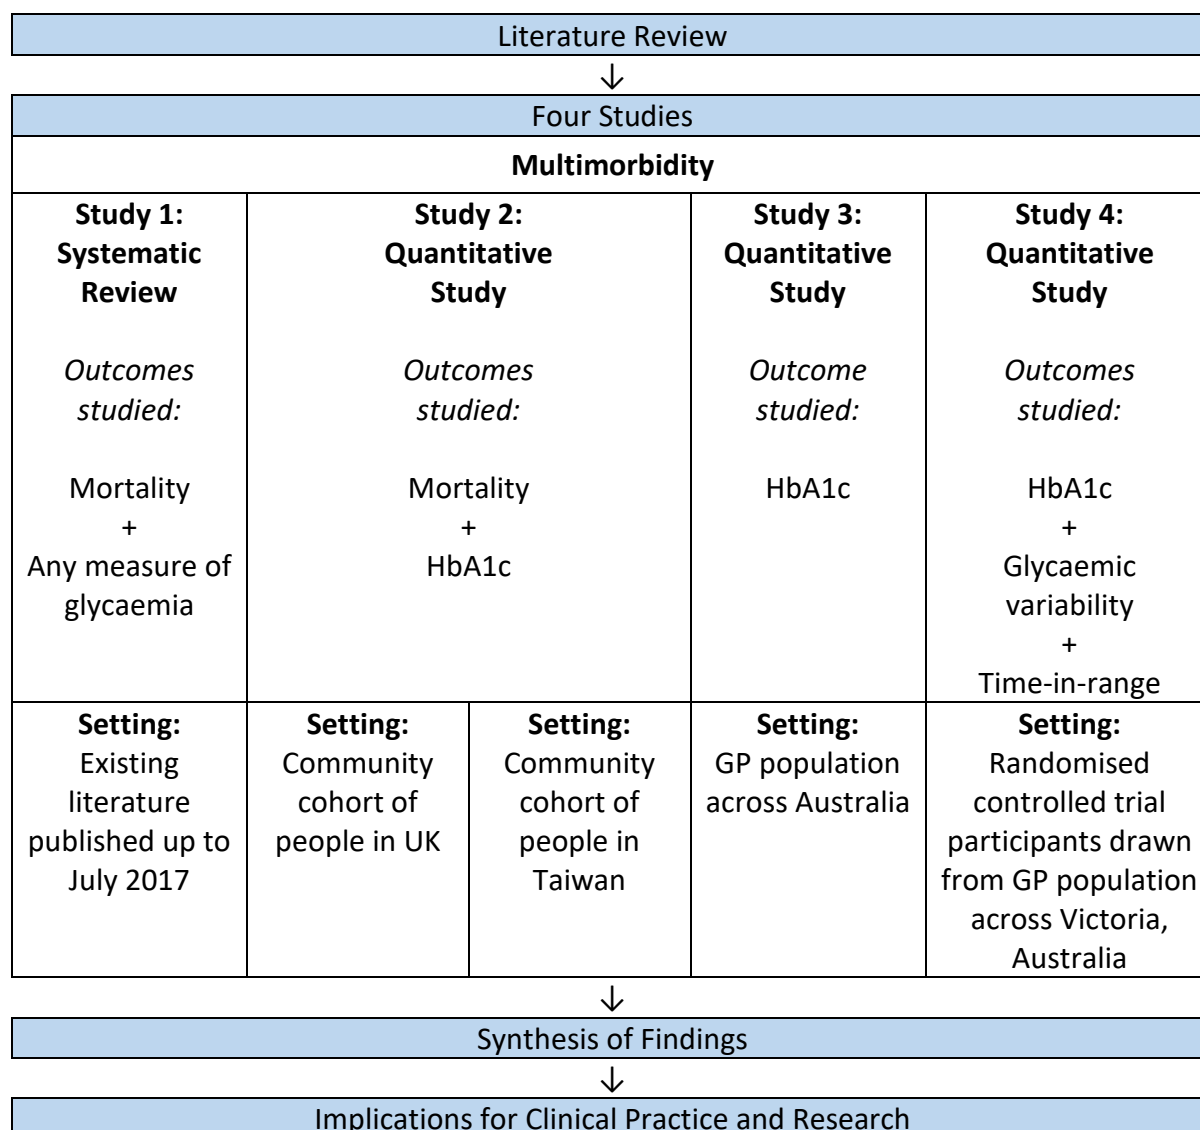 Literature Review
↓
Four Studies
Multimorbidity
Study 1:
Systematic
Review
Outcomes
studied:
Mortality
+
Any measure of
glycaemia
Study 2:
Quantitative
Study
Outcomes
studied:
Mortality
+
HbA1c
Study 3:
Quantitative
Study
Outcome
studied:
HbA1c
Study 4:
Quantitative
Study
Outcomes
studied:
HbA1c
+
Glycaemic
variability
+
Time-in-range
Setting:
Existing
literature
published up to
July 2017
Setting:
Community
cohort of
people in UK
Setting:
Community
cohort of
people in
Taiwan
Setting:
GP population
across Australia
Setting:
Randomised
controlled trial
participants drawn
from GP population
across Victoria,
Australia
↓
Synthesis of Findings
↓
Implications for Clinical Practice and Research